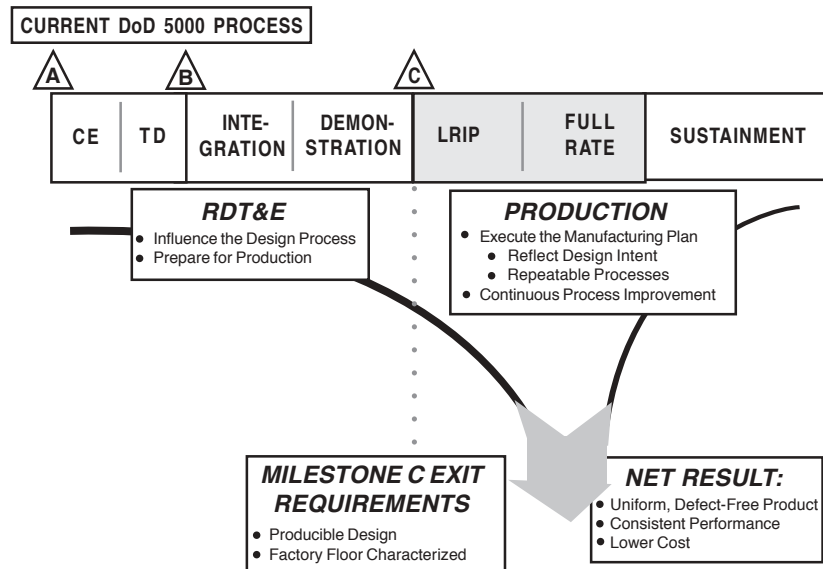 CURRENT DoD 5000 PROCESS
A
B
C
CE
TD
INTE-
GRATION
DEMON-
STRATION
LRIP
FULL
RATE
SUSTAINMENT
RDT&E
• Influence the Design Process
• Prepare for Production
PRODUCTION
• Execute the Manufacturing Plan
• Reflect Design Intent
• Repeatable Processes
• Continuous Process Improvement
MILESTONE C EXIT
REQUIREMENTS
• Producible Design
• Factory Floor Characterized
NET RESULT:
• Uniform, Defect-Free Product
• Consistent Performance
• Lower Cost